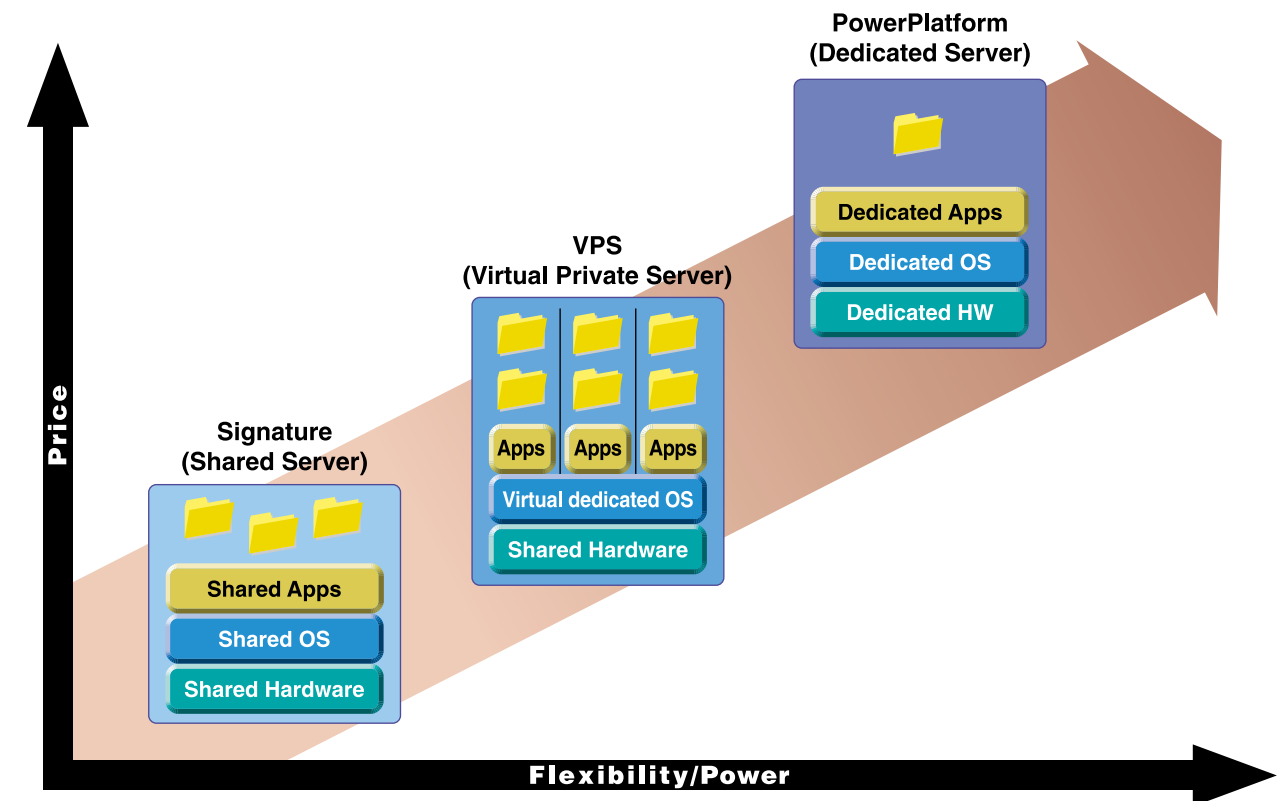 PowerPlatform
(Dedicated Server)
Dedicated Apps
Dedicated OS
Dedicated HW
VPS
(Virtual Private Server)
Apps
Apps
Apps
Virtual dedicated OS
Shared Hardware
Signature
(Shared Server)
Shared Apps
Shared OS
Shared Hardware
Price
Flexibility/Power